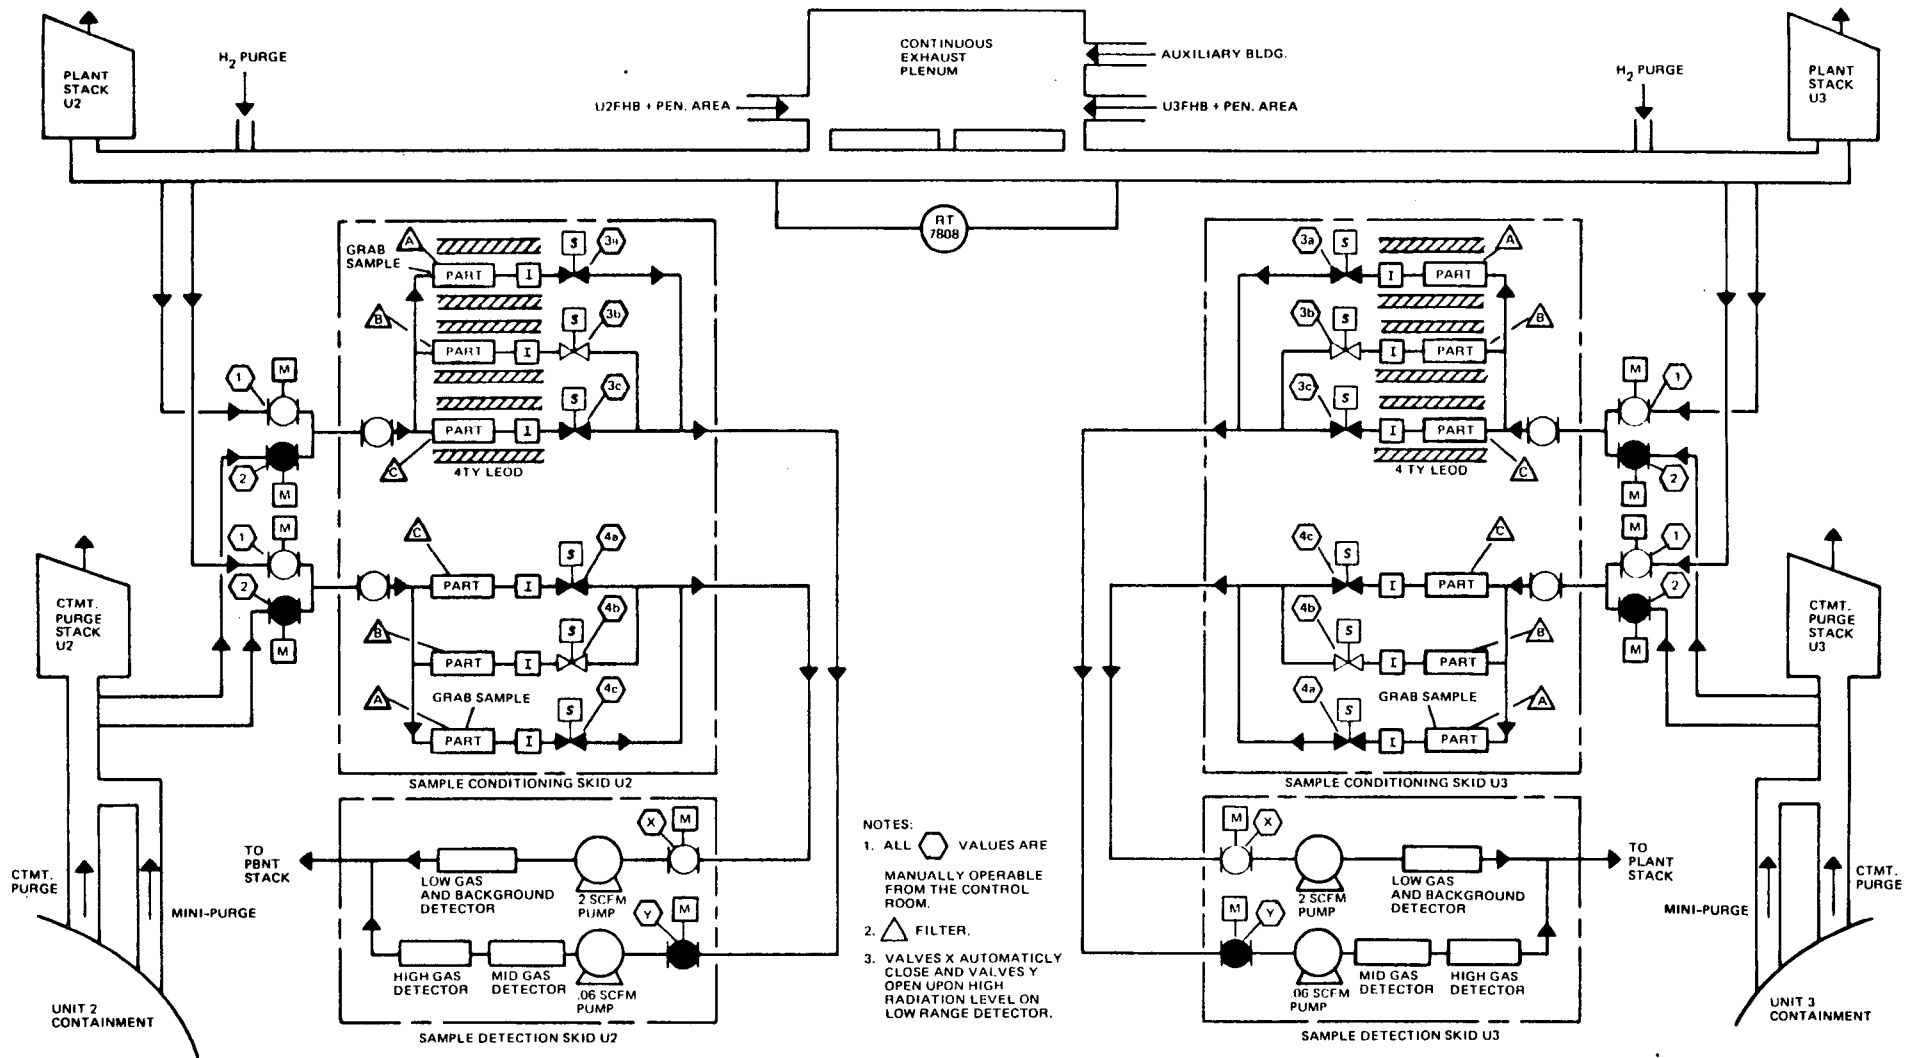 PLANT
STACK
U2
H2 PURGE
CONTINUOUS
EXHAUST
PLENUM
AUXILIARY BLDG.
U2FHB + PEN. AREA
U3FHB + PEN. AREA
H2 PURGE
PLANT
STACK
U3
RT
7808
GRAB
SAMPLE
A
PART
I
S
3a
B
PART
I
S
3b
C
PART
I
S
3c
4TY LEOD
M
1
2
M
M
1
2
M
C
PART
I
S
4a
B
PART
I
S
4b
A
GRAB SAMPLE
PART
I
S
4c
SAMPLE CONDITIONING SKID U2
3a
S
I
PART
A
3b
S
I
PART
B
3c
S
I
PART
C
4 TY LEOD
M
1
2
M
M
1
2
M
4c
S
I
PART
C
4b
S
I
PART
B
4a
S
I
GRAB SAMPLE
PART
A
SAMPLE CONDITIONING SKID U3
CTMT.
PURGE
STACK
U2
CTMT.
PURGE
MINI-PURGE
UNIT 2
CONTAINMENT
TO
PBNT
STACK
LOW GAS
AND BACKGROUND
DETECTOR
2 SCFM
PUMP
X
M
HIGH GAS
DETECTOR
MID GAS
DETECTOR
.06 SCFM
PUMP
Y
M
SAMPLE DETECTION SKID U2
NOTES:
1. ALL VALUES ARE
MANUALLY OPERABLE
FROM THE CONTROL
ROOM.
2. FILTER.
3. VALVES X AUTOMATICLY
CLOSE AND VALVES Y
OPEN UPON HIGH
RADIATION LEVEL ON
LOW RANGE DETECTOR.
M
X
2 SCFM
PUMP
LOW GAS
AND BACKGROUND
DETECTOR
M
Y
.06 SCFM
PUMP
MID GAS
DETECTOR
HIGH GAS
DETECTOR
SAMPLE DETECTION SKID U3
TO
PLANT
STACK
CTMT.
PURGE
STACK
U3
CTMT.
PURGE
MINI-PURGE
UNIT 3
CONTAINMENT